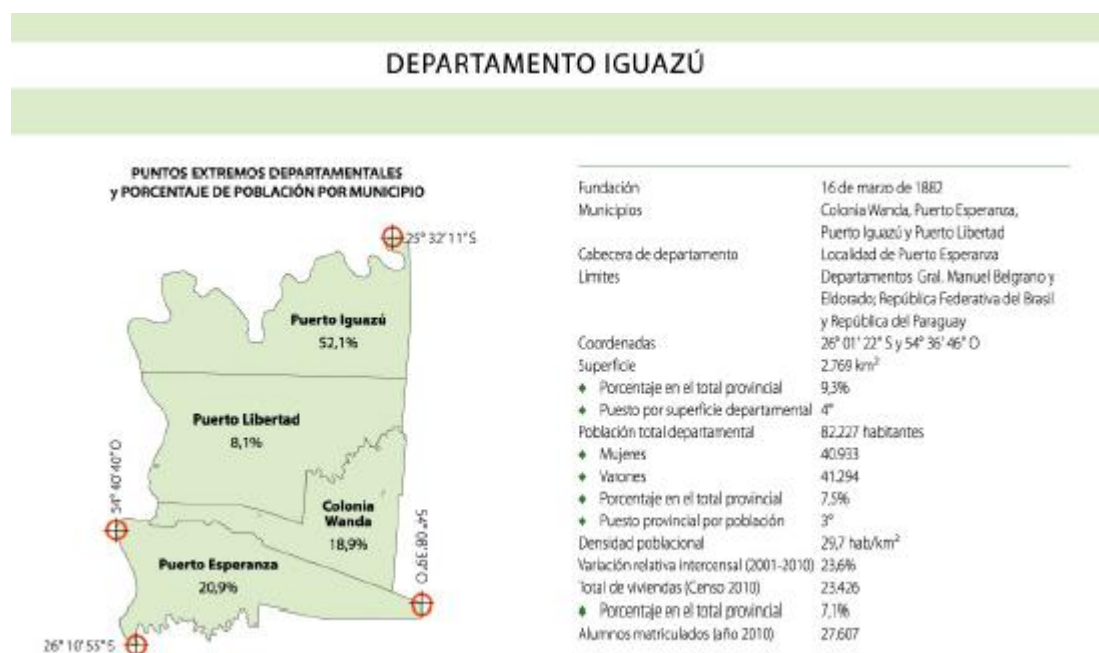 DEPARTAMENTO IGUAZÚ
PUNTOS EXTREMOS DEPARTAMENTALES
y PORCENTAJE DE POBLACIÓN POR MUNICIPIO
25° 32' 11" S
Puerto Iguazú
52,1%
Puerto Libertad
8,1%
54° 40' 40" O
Colonia
Wanda
18,9%
54° 08' 39" O
Puerto Esperanza
20,9%
26° 10' 55" S
Fundación 16 de marzo de 1882
Municipios Colonia Wanda, Puerto Esperanza,
Puerto Iguazú y Puerto Libertad
Cabecera de departamento Localidad de Puerto Esperanza
Límites Departamentos Gral. Manuel Belgrano y
Eldorado; República Federativa del Brasil
y República del Paraguay
Coordenadas 26° 01' 22" S y 54° 36' 46" O
Superficie 2.769 km²
♦ Porcentaje en el total provincial 9,3%
♦ Puesto por superficie departamental 4°
Población total departamental 82.227 habitantes
♦ Mujeres 40.933
♦ Varones 41.294
♦ Porcentaje en el total provincial 7,5%
♦ Puesto provincial por población 3°
Densidad poblacional 29,7 hab/km²
Variación relativa intercensal (2001-2010) 23,6%
Total de viviendas (Censo 2010) 23.426
♦ Porcentaje en el total provincial 7,1%
Alumnos matriculados (año 2010) 27.607